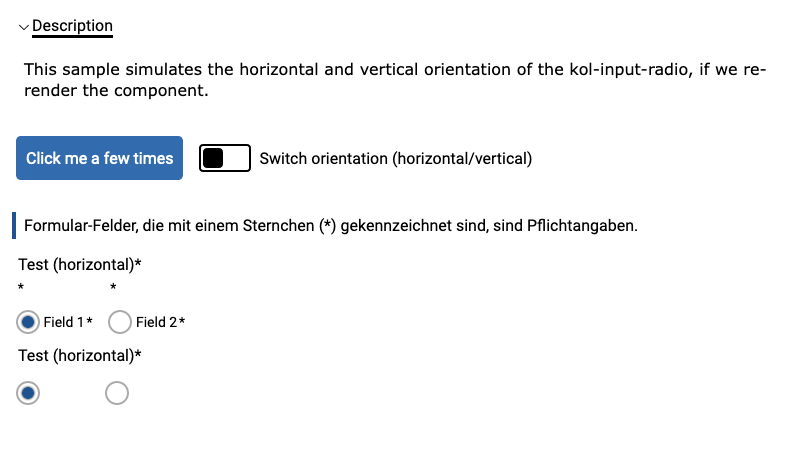 Description
This sample simulates the horizontal and vertical orientation of the kol-input-radio, if we re-
render the component.
Click me a few times Switch orientation (horizontal/vertical)
Formular-Felder, die mit einem Sternchen (*) gekennzeichnet sind, sind Pflichtangaben.
Test (horizontal)*
* *
Field 1* Field 2*
Test (horizontal)*